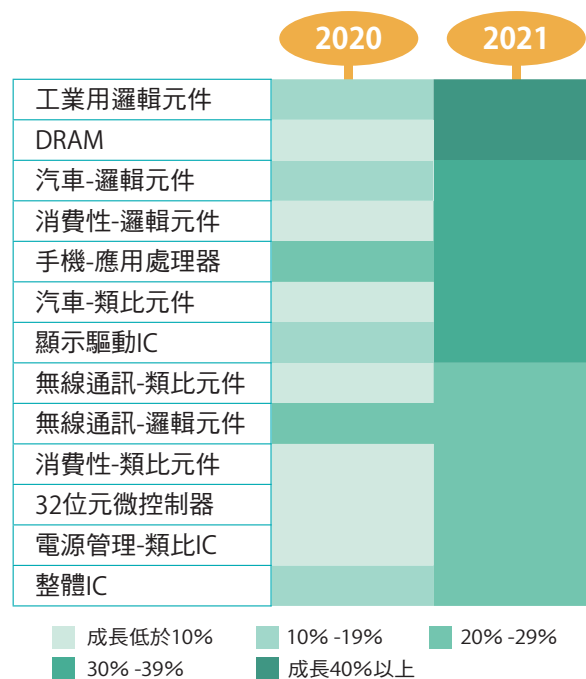 2020 2021
工業用邏輯元件
DRAM
汽車-邏輯元件
消費性-邏輯元件
手機-應用處理器
汽車-類比元件
顯示驅動IC
無線通訊-類比元件
無線通訊-邏輯元件
消費性-類比元件
32位元微控制器
電源管理-類比IC
整體IC
成長低於10% 10% -19% 20% -29%
30% -39% 成長40%以上